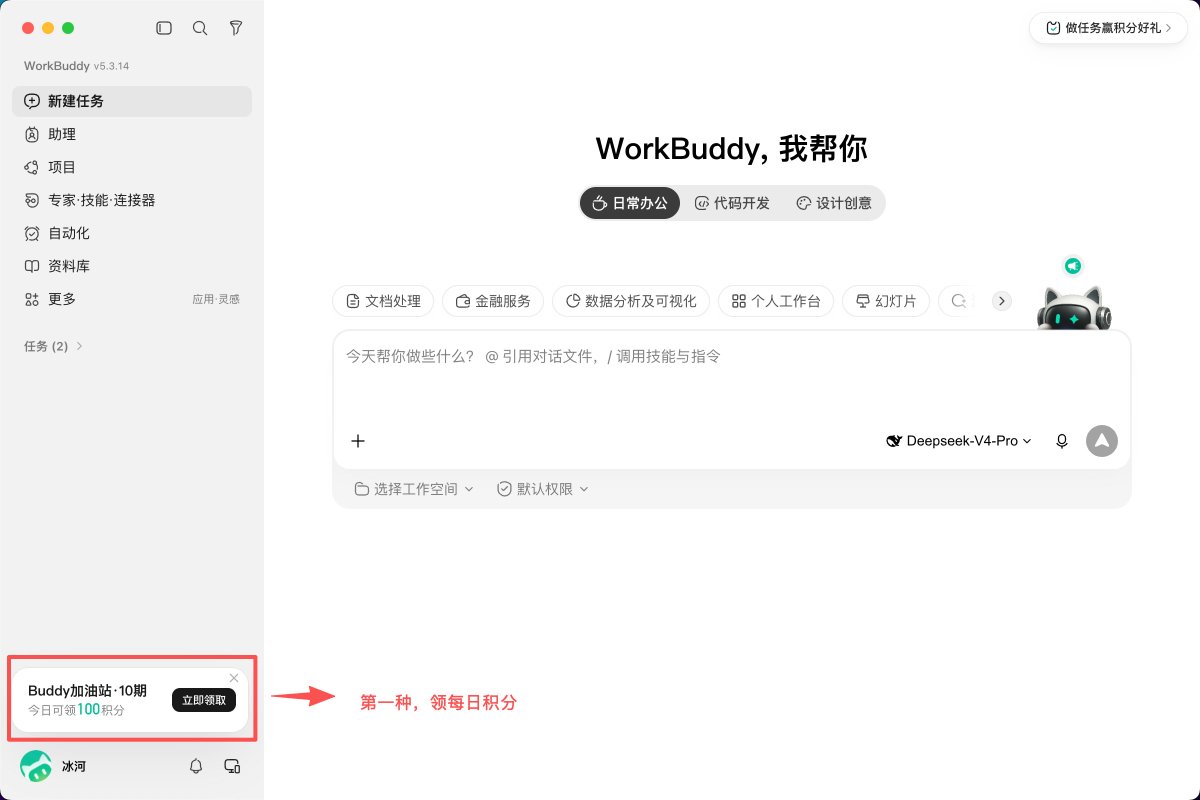 做任务赢积分好礼
WorkBuddy v5.3.14
新建任务
助理
项目
专家·技能·连接器
自动化
资料库
更多 应用·灵感
任务 (2)
WorkBuddy, 我帮你
日常办公 代码开发 设计创意
文档处理 金融服务 数据分析及可视化 个人工作台 幻灯片
今天帮你做些什么? @ 引用对话文件, / 调用技能与指令
Deepseek-V4-Pro
选择工作空间 默认权限
Buddy加油站·10期
今日可领100积分
立即领取
第一种，领每日积分
冰河